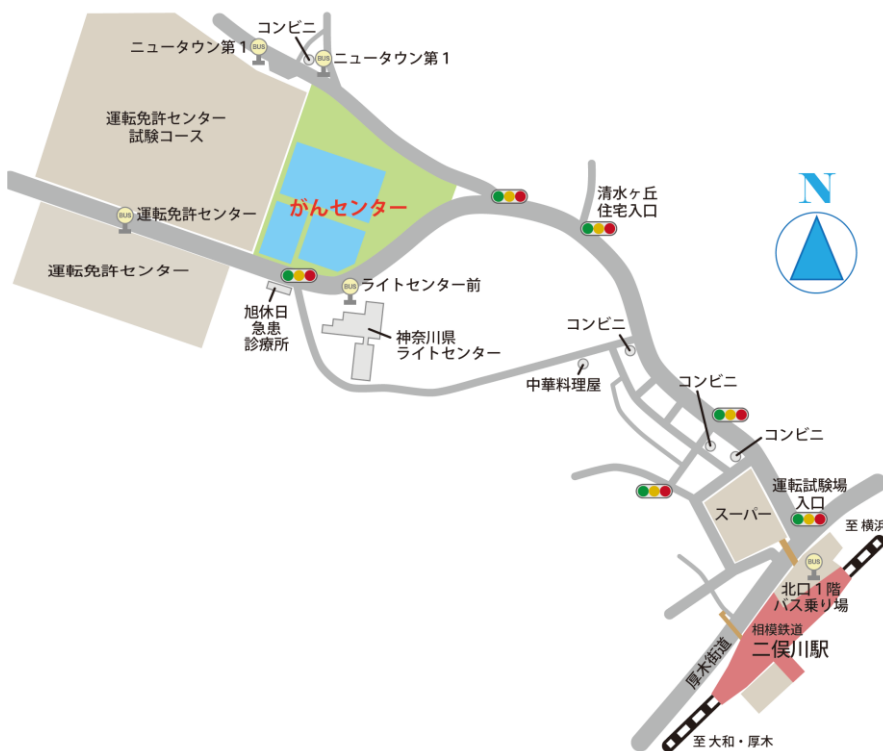 コンビニ
ニュータウン第1
BUS
BUS
ニュータウン第1
運転免許センター
試験コース
清水ヶ丘
住宅入口
N
がんセンター
BUS
運転免許センター
運転免許センター
BUS
ライトセンター前
旭休日
急患
診療所
神奈川県
ライトセンター
コンビニ
中華料理屋
コンビニ
コンビニ
運転試験場
入口
スーパー
至 横浜
BUS
北口1階
バス乗り場
相模鉄道
二俣川駅
厚木街道
至 大和・厚木